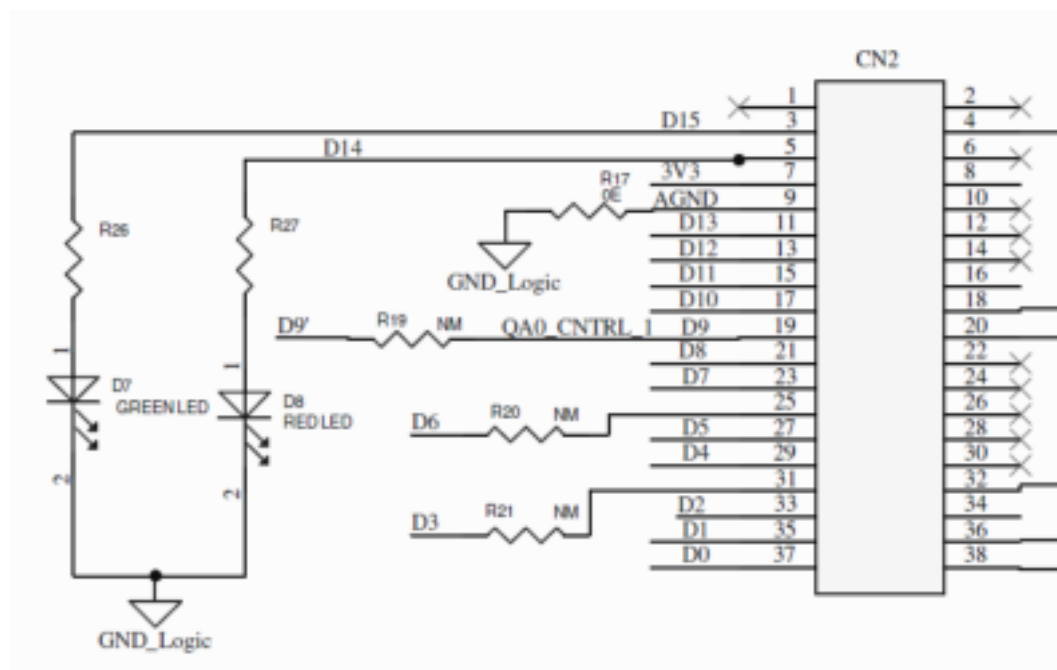 CN2
1 2
D15 3 4
D14 5 6
3V3 7 8
R17
0E
AGND 9 10
D13 11 12
D12 13 14
GND_Logic
D11 15 16
D10 17 18
D9' R19 NM QA0_CNTRL_1 D9 19 20
D8 21 22
D7 23 24
25 26
D6 R20 NM
D5 27 28
D4 29 30
31 32
D3 R21 NM
D2 33 34
D1 35 36
D0 37 38
R26
R27
1
D7
GREEN LED
2
1
D8
RED LED
2
GND_Logic